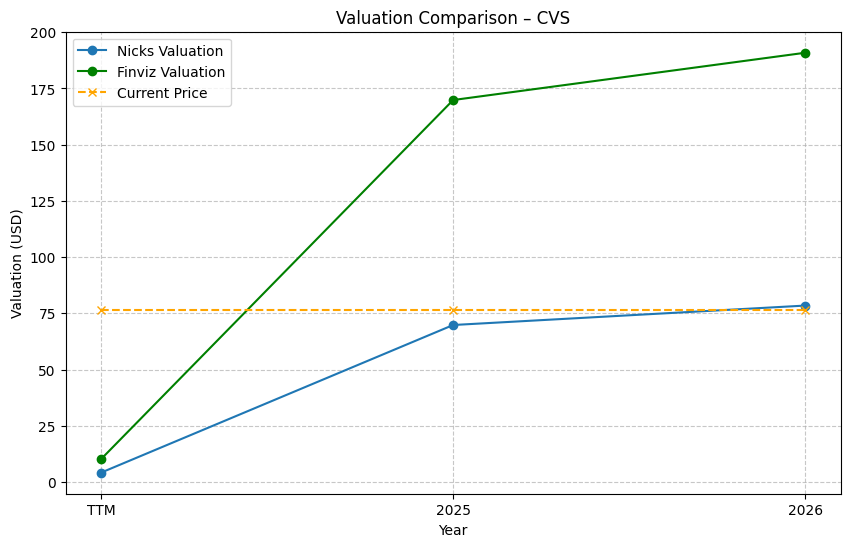 Valuation Comparison – CVS
Nicks Valuation
Finviz Valuation
Current Price
Valuation (USD)
200
175
150
125
100
75
50
25
0
TTM
2025
2026
Year